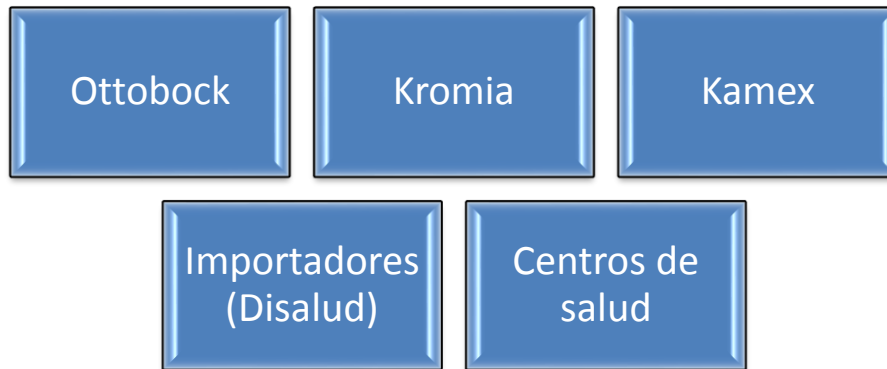 Ottobock
Kromia
Kamex
Importadores
(Disalud)
Centros de
salud